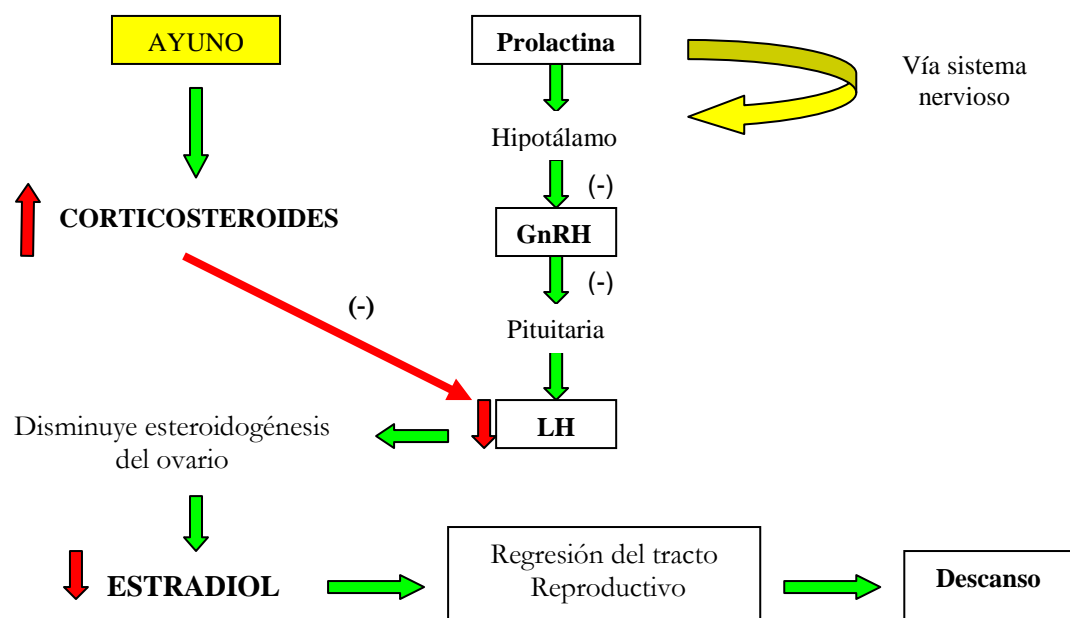 AYUNO
Prolactina
Vía sistema
nervioso
Hipotálamo
(-)
CORTICOSTEROIDES
GnRH
(-)
(-)
Pituitaria
LH
Disminuye esteroidogénesis
del ovario
ESTRADIOL
Regresión del tracto
Reproductivo
Descanso